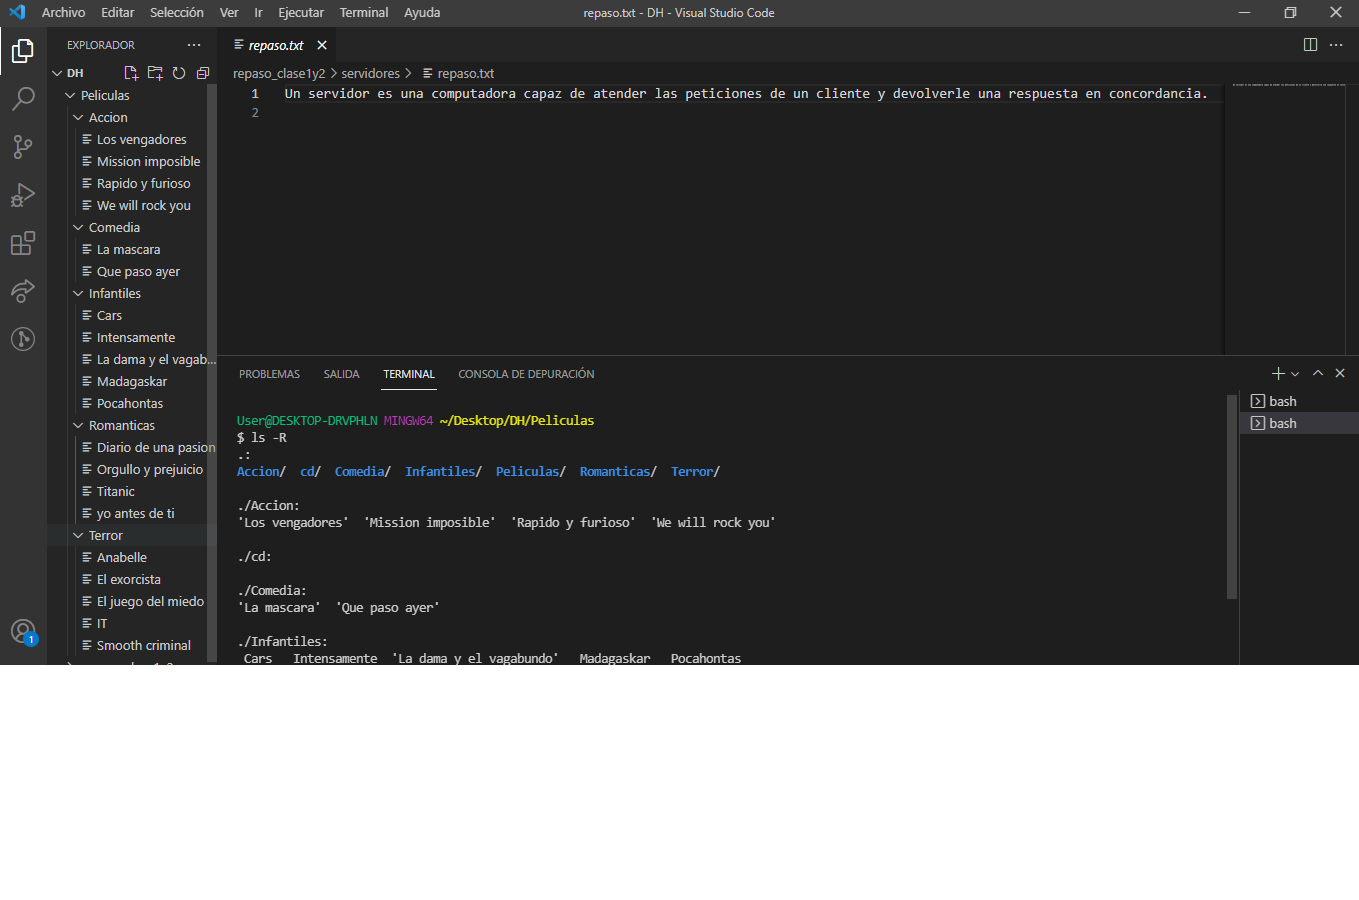 Archivo Editar Selección Ver Ir Ejecutar Terminal Ayuda
repaso.txt - DH - Visual Studio Code
EXPLORADOR
DH
Peliculas
Accion
Los vengadores
Mission imposible
Rapido y furioso
We will rock you
Comedia
La mascara
Que paso ayer
Infantiles
Cars
Intensamente
La dama y el vagab...
Madagaskar
Pocahontas
Romanticas
Diario de una pasion
Orgullo y prejuicio
Titanic
yo antes de ti
Terror
Anabelle
El exorcista
El juego del miedo
IT
Smooth criminal
1
repaso.txt
repaso_clase1y2 > servidores > repaso.txt
1 Un servidor es una computadora capaz de atender las peticiones de un cliente y devolverle una respuesta en concordancia.
2
PROBLEMAS SALIDA TERMINAL CONSOLA DE DEPURACIÓN
User@DESKTOP-DRVPHLN MINGW64 ~/Desktop/DH/Peliculas
$ ls -R
.:
Accion/ cd/ Comedia/ Infantiles/ Peliculas/ Romanticas/ Terror/
./Accion:
'Los vengadores' 'Mission imposible' 'Rapido y furioso' 'We will rock you'
./cd:
./Comedia:
'La mascara' 'Que paso ayer'
./Infantiles:
Cars Intensamente 'La dama y el vagabundo' Madagaskar Pocahontas
bash
bash